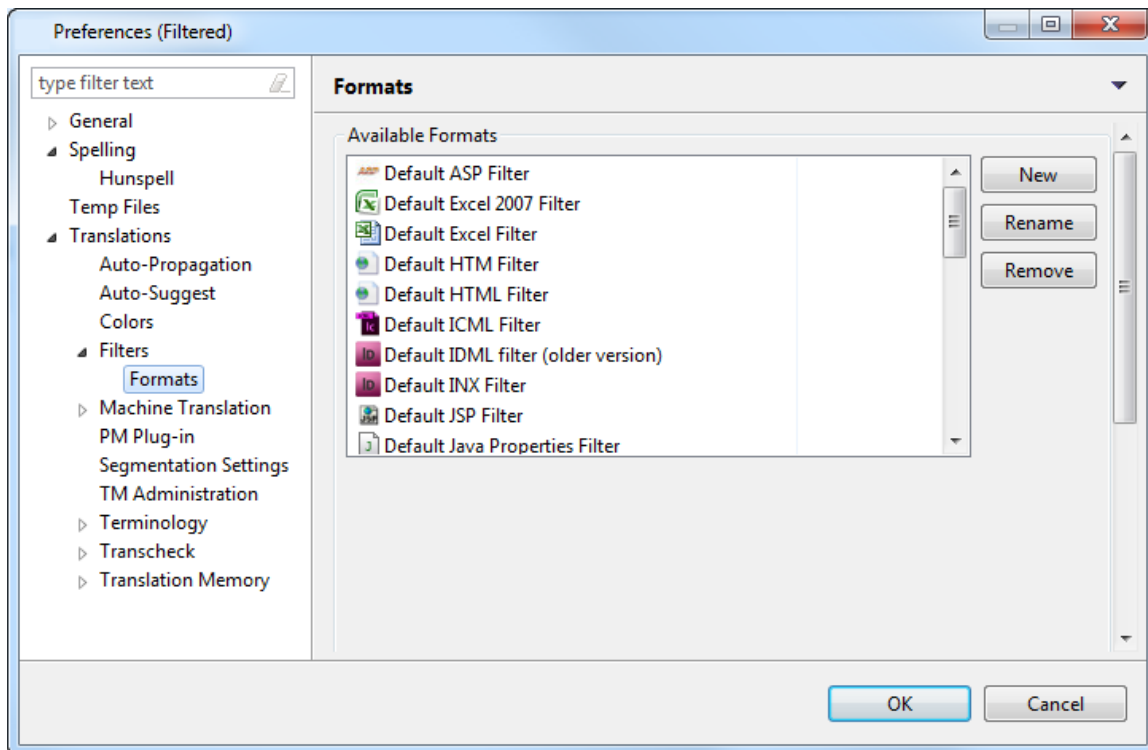 Preferences (Filtered)
type filter text
General
Spelling
Hunspell
Temp Files
Translations
Auto-Propagation
Auto-Suggest
Colors
Filters
Formats
Machine Translation
PM Plug-in
Segmentation Settings
TM Administration
Terminology
Transcheck
Translation Memory
Formats
Available Formats
Default ASP Filter
Default Excel 2007 Filter
Default Excel Filter
Default HTM Filter
Default HTML Filter
Default ICML Filter
Default IDML filter (older version)
Default INX Filter
Default JSP Filter
Default Java Properties Filter
New
Rename
Remove
OK
Cancel